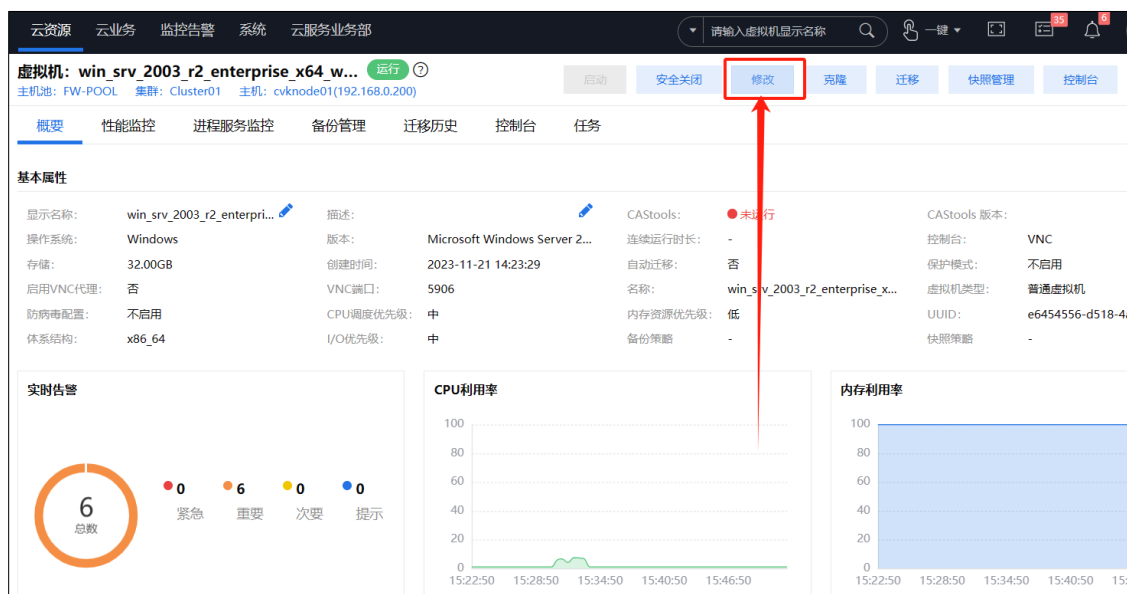 云资源 云业务 监控告警 系统 云服务业务部 请输入虚拟机显示名称 一键 35 6
虚拟机：win_srv_2003_r2_enterprise_x64_w... 运行 ? 启动 安全关闭 修改 克隆 迁移 快照管理 控制台
主机池：FW-POOL 集群：Cluster01 主机：cvknode01(192.168.0.200)
概要 性能监控 进程服务监控 备份管理 迁移历史 控制台 任务
基本属性
显示名称: win_srv_2003_r2_enterpri... 描述: CAStools: 未运行 CAStools 版本:
操作系统: Windows 版本: Microsoft Windows Server 2... 连续运行时长: - 控制台: VNC
存储: 32.00GB 创建时间: 2023-11-21 14:23:29 自动迁移: 否 保护模式: 不启用
启用VNC代理: 否 VNC端口: 5906 名称: win_srv_2003_r2_enterprise_x... 虚拟机类型: 普通虚拟机
防病毒配置: 不启用 CPU调度优先级: 中 内存资源优先级: 低 UUID: e6454556-d518-4a
体系结构: x86_64 I/O优先级: 中 备份策略 - 快照策略 -
实时告警 CPU利用率 内存利用率
100 100
80 80
60 60
40 40
20 20
0 0
6
总数
0 6 0 0
紧急 重要 次要 提示
15:22:50 15:28:50 15:34:50 15:40:50 15:46:50 15:22:50 15:28:50 15:34:50 15:40:50